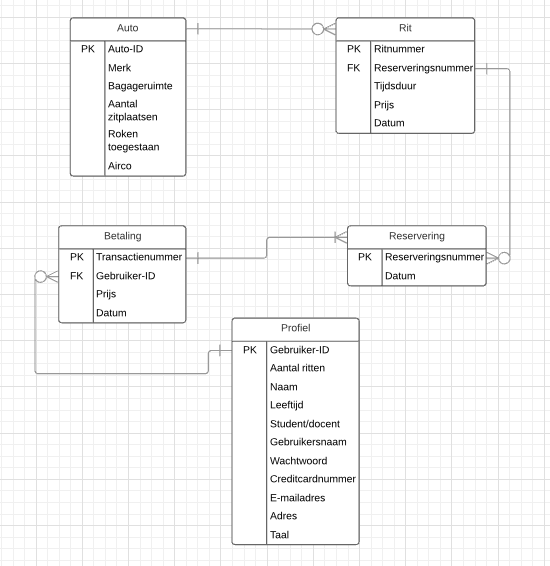 Auto
PK Auto-ID
Merk
Bagageruimte
Aantal
zitplaatsen
Roken
toegestaan
Airco
Rit
PK Ritnummer
FK Reserveringsnummer
Tijdsduur
Prijs
Datum
Betaling
PK Transactienummer
FK Gebruiker-ID
Prijs
Datum
Reservering
PK Reserveringsnummer
Datum
Profiel
PK Gebruiker-ID
Aantal ritten
Naam
Leeftijd
Student/docent
Gebruikersnaam
Wachtwoord
Creditcardnummer
E-mailadres
Adres
Taal